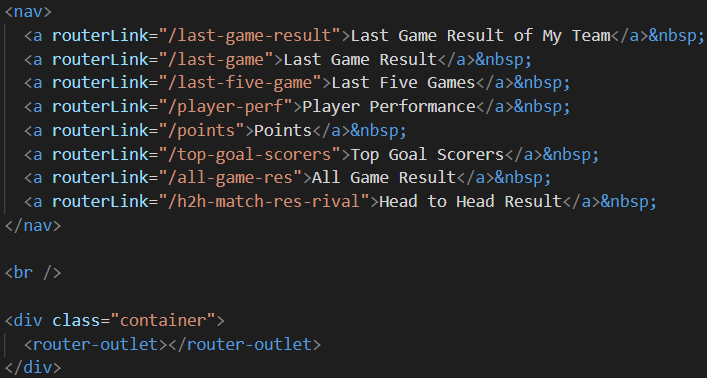 <nav>
  <a routerLink="/last-game-result">Last Game Result of My Team</a>&nbsp;
  <a routerLink="/last-game">Last Game Result</a>&nbsp;
  <a routerLink="/last-five-game">Last Five Games</a>&nbsp;
  <a routerLink="/player-perf">Player Performance</a>&nbsp;
  <a routerLink="/points">Points</a>&nbsp;
  <a routerLink="/top-goal-scorers">Top Goal Scorers</a>&nbsp;
  <a routerLink="/all-game-res">All Game Result</a>&nbsp;
  <a routerLink="/h2h-match-res-rival">Head to Head Result</a>&nbsp;
</nav>
<br />
<div class="container">
  <router-outlet></router-outlet>
</div>